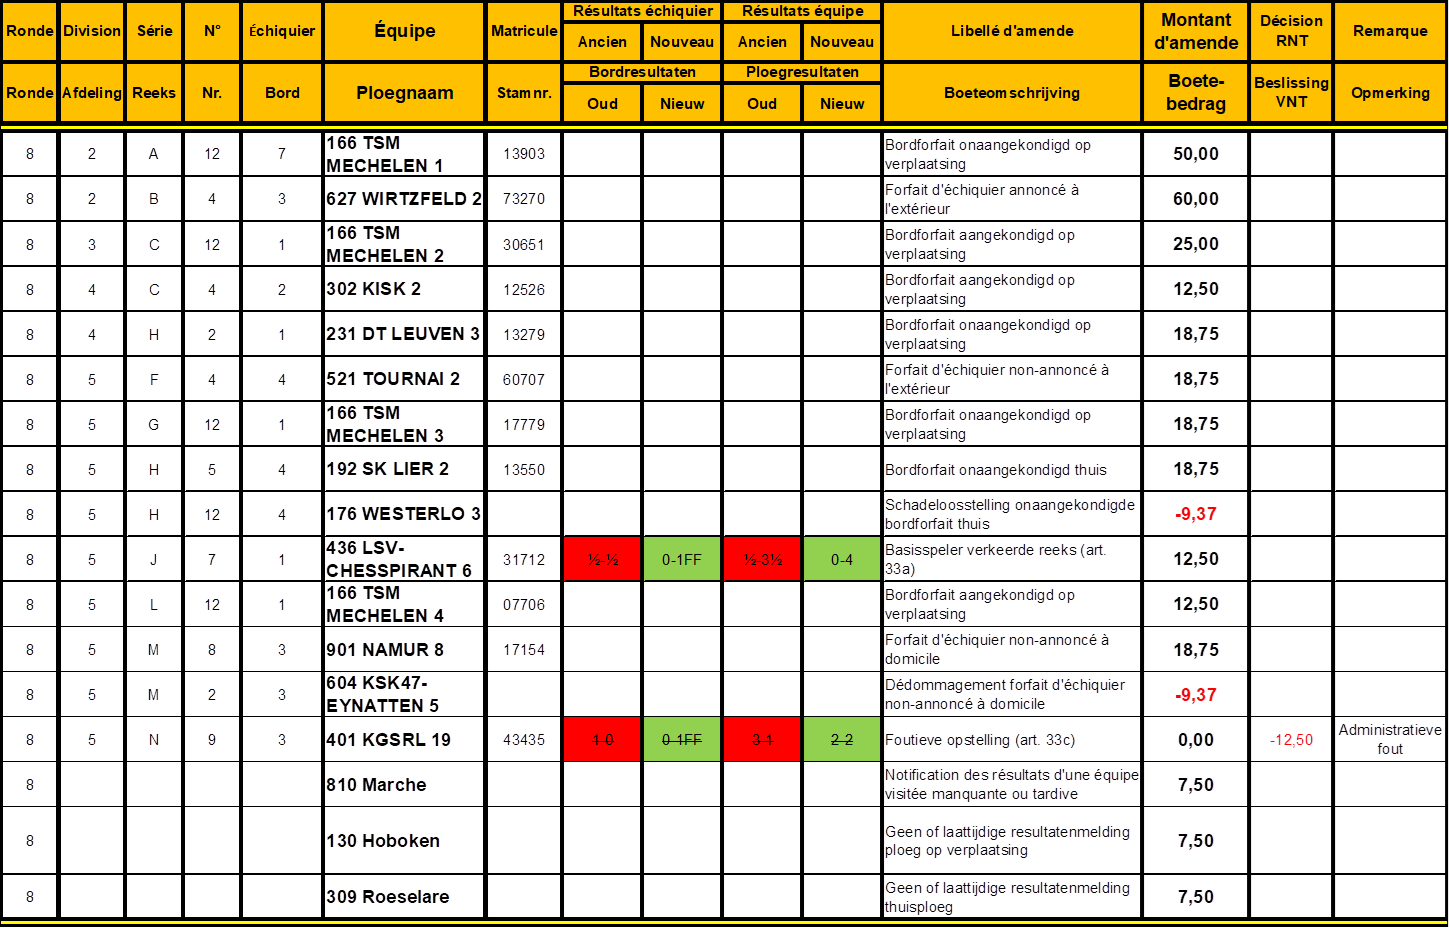 Ronde Division Série N° Échiquier Équipe Matricule Résultats échiquier Résultats équipe Libellé d'amende Montant d'amende Décision RNT Remarque
Ancien Nouveau Ancien Nouveau
Ronde Afdeling Reeks Nr. Bord Ploegnaam Stamnr. Bordresultaten Ploegresultaten Boeteomschrijving Boete-bedrag Beslissing VNT Opmerking
Oud Nieuw Oud Nieuw
8 2 A 12 7 166 TSM MECHELEN 1 13903 Bordforfait onaangekondigd op verplaatsing 50,00
8 2 B 4 3 627 WIRTZFELD 2 73270 Forfait d'échiquier annoncé à l'extérieur 60,00
8 3 C 12 1 166 TSM MECHELEN 2 30651 Bordforfait aangekondigd op verplaatsing 25,00
8 4 C 4 2 302 KISK 2 12526 Bordforfait aangekondigd op verplaatsing 12,50
8 4 H 2 1 231 DT LEUVEN 3 13279 Bordforfait onaangekondigd op verplaatsing 18,75
8 5 F 4 4 521 TOURNAI 2 60707 Forfait d'échiquier non-annoncé à l'extérieur 18,75
8 5 G 12 1 166 TSM MECHELEN 3 17779 Bordforfait onaangekondigd op verplaatsing 18,75
8 5 H 5 4 192 SK LIER 2 13550 Bordforfait onaangekondigd thuis 18,75
8 5 H 12 4 176 WESTERLO 3 Schadeloosstelling onaangekondigde bordforfait thuis -9,37
8 5 J 7 1 436 LSV-CHESSPIRANT 6 31712 ½-½ 0-1FF ½-3½ 0-4 Basisspeler verkeerde reeks (art. 33a) 12,50
8 5 L 12 1 166 TSM MECHELEN 4 07706 Bordforfait aangekondigd op verplaatsing 12,50
8 5 M 8 3 901 NAMUR 8 17154 Forfait d'échiquier non-annoncé à domicile 18,75
8 5 M 2 3 604 KSK47-EYNATTEN 5 Dédommagement forfait d'échiquier non-annoncé à domicile -9,37
8 5 N 9 3 401 KGSRL 19 43435 1-0 0-1FF 3-1 2-2 Foutieve opstelling (art. 33c) 0,00 -12,50 Administratieve fout
8 810 Marche Notification des résultats d'une équipe visitée manquante ou tardive 7,50
8 130 Hoboken Geen of laattijdige resultatenmelding ploeg op verplaatsing 7,50
8 309 Roeselare Geen of laattijdige resultatenmelding thuisploeg 7,50